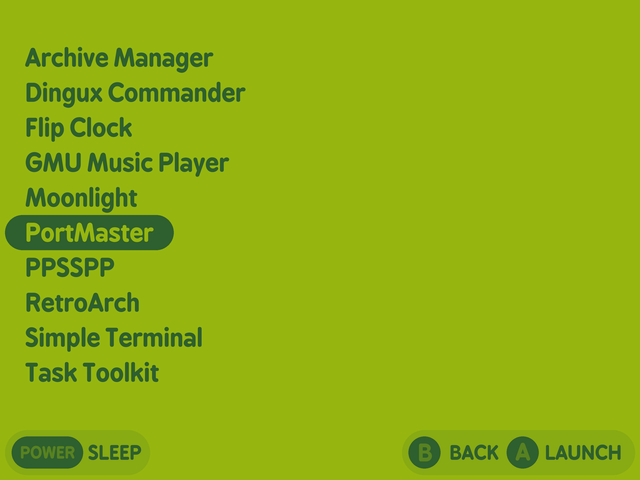 Archive Manager
Dingux Commander
Flip Clock
GMU Music Player
Moonlight
PortMaster
PPSSPP
RetroArch
Simple Terminal
Task Toolkit
POWER SLEEP B BACK A LAUNCH